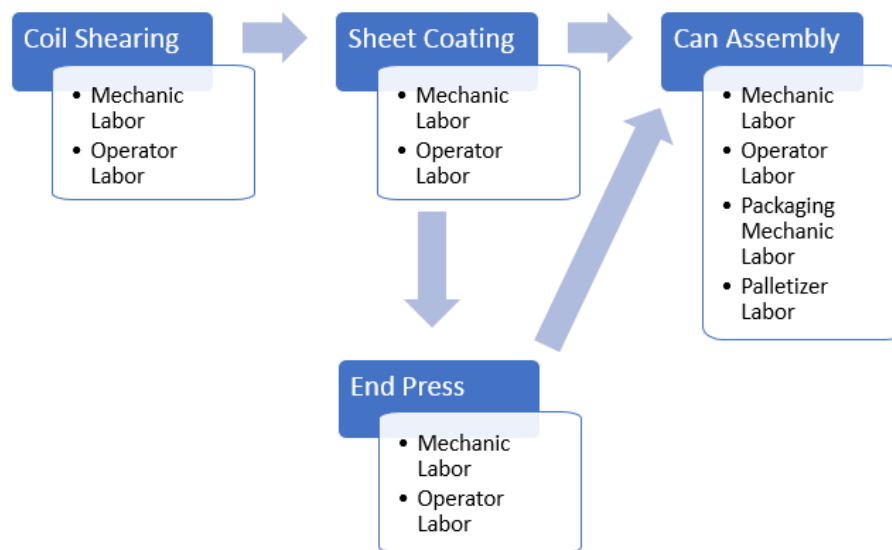 Coil Shearing
• Mechanic
Labor
• Operator
Labor
Sheet Coating
• Mechanic
Labor
• Operator
Labor
Can Assembly
• Mechanic
Labor
• Operator
Labor
• Packaging
Mechanic
Labor
• Palletizer
Labor
End Press
• Mechanic
Labor
• Operator
Labor